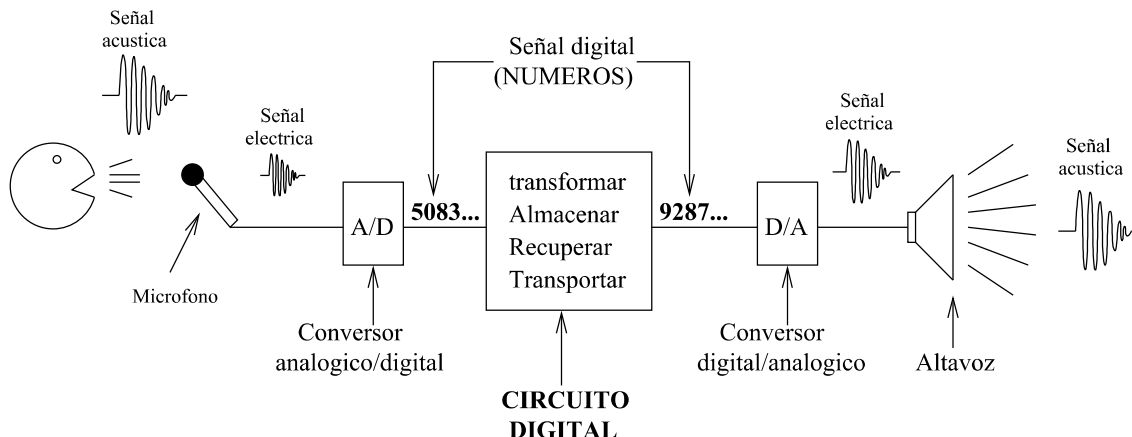 Señal
acustica
Señal
electrica
Señal digital
(NUMEROS)
Señal
electrica
Señal
acustica
A/D
5083...
transformar
Almacenar
Recuperar
Transportar
9287...
D/A
Microfono
Conversor
analogico/digital
Conversor
digital/analogico
Altavoz
CIRCUITO
DIGITAL